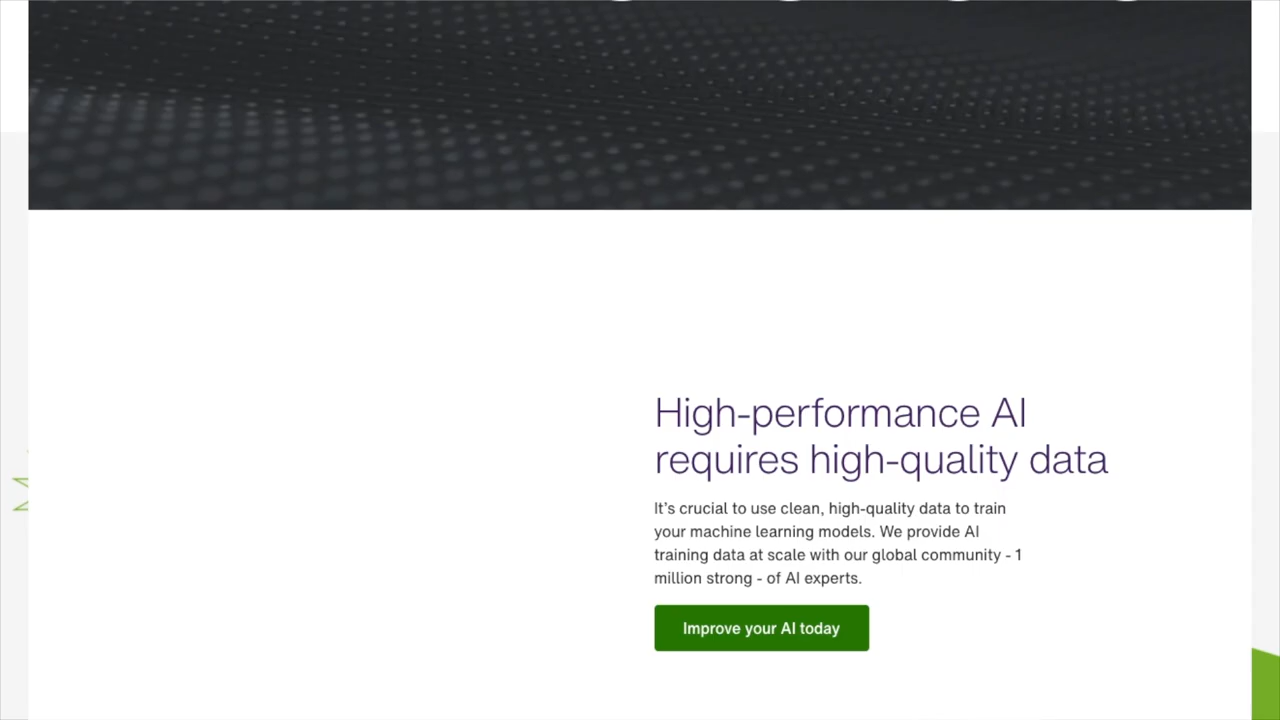 High-performance AI
requires high-quality data
It’s crucial to use clean, high-quality data to train
your machine learning models. We provide AI
training data at scale with our global community - 1
million strong - of AI experts.
Improve your AI today